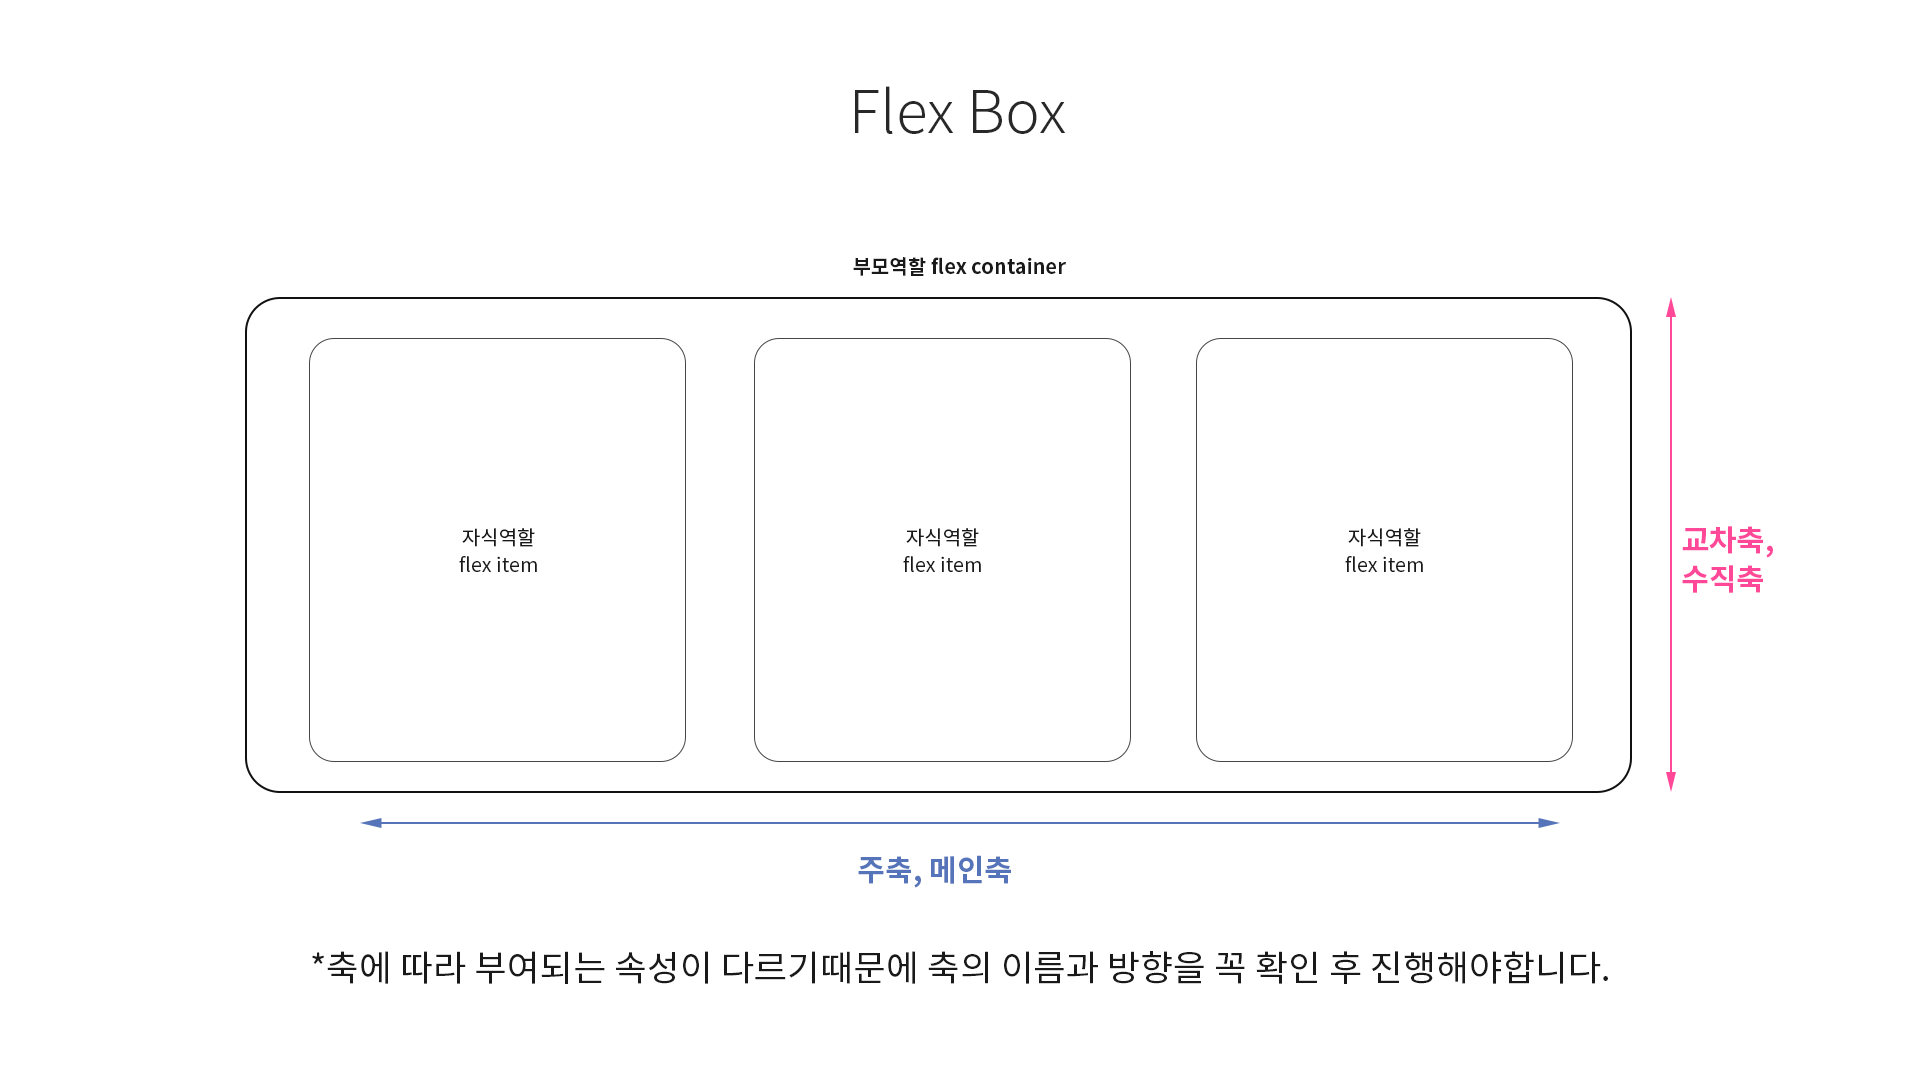 Flex Box
부모역할 flex container
자식역할
flex item
자식역할
flex item
자식역할
flex item
교차축,
수직축
주축, 메인축
*축에 따라 부여되는 속성이 다르기때문에 축의 이름과 방향을 꼭 확인 후 진행해야합니다.